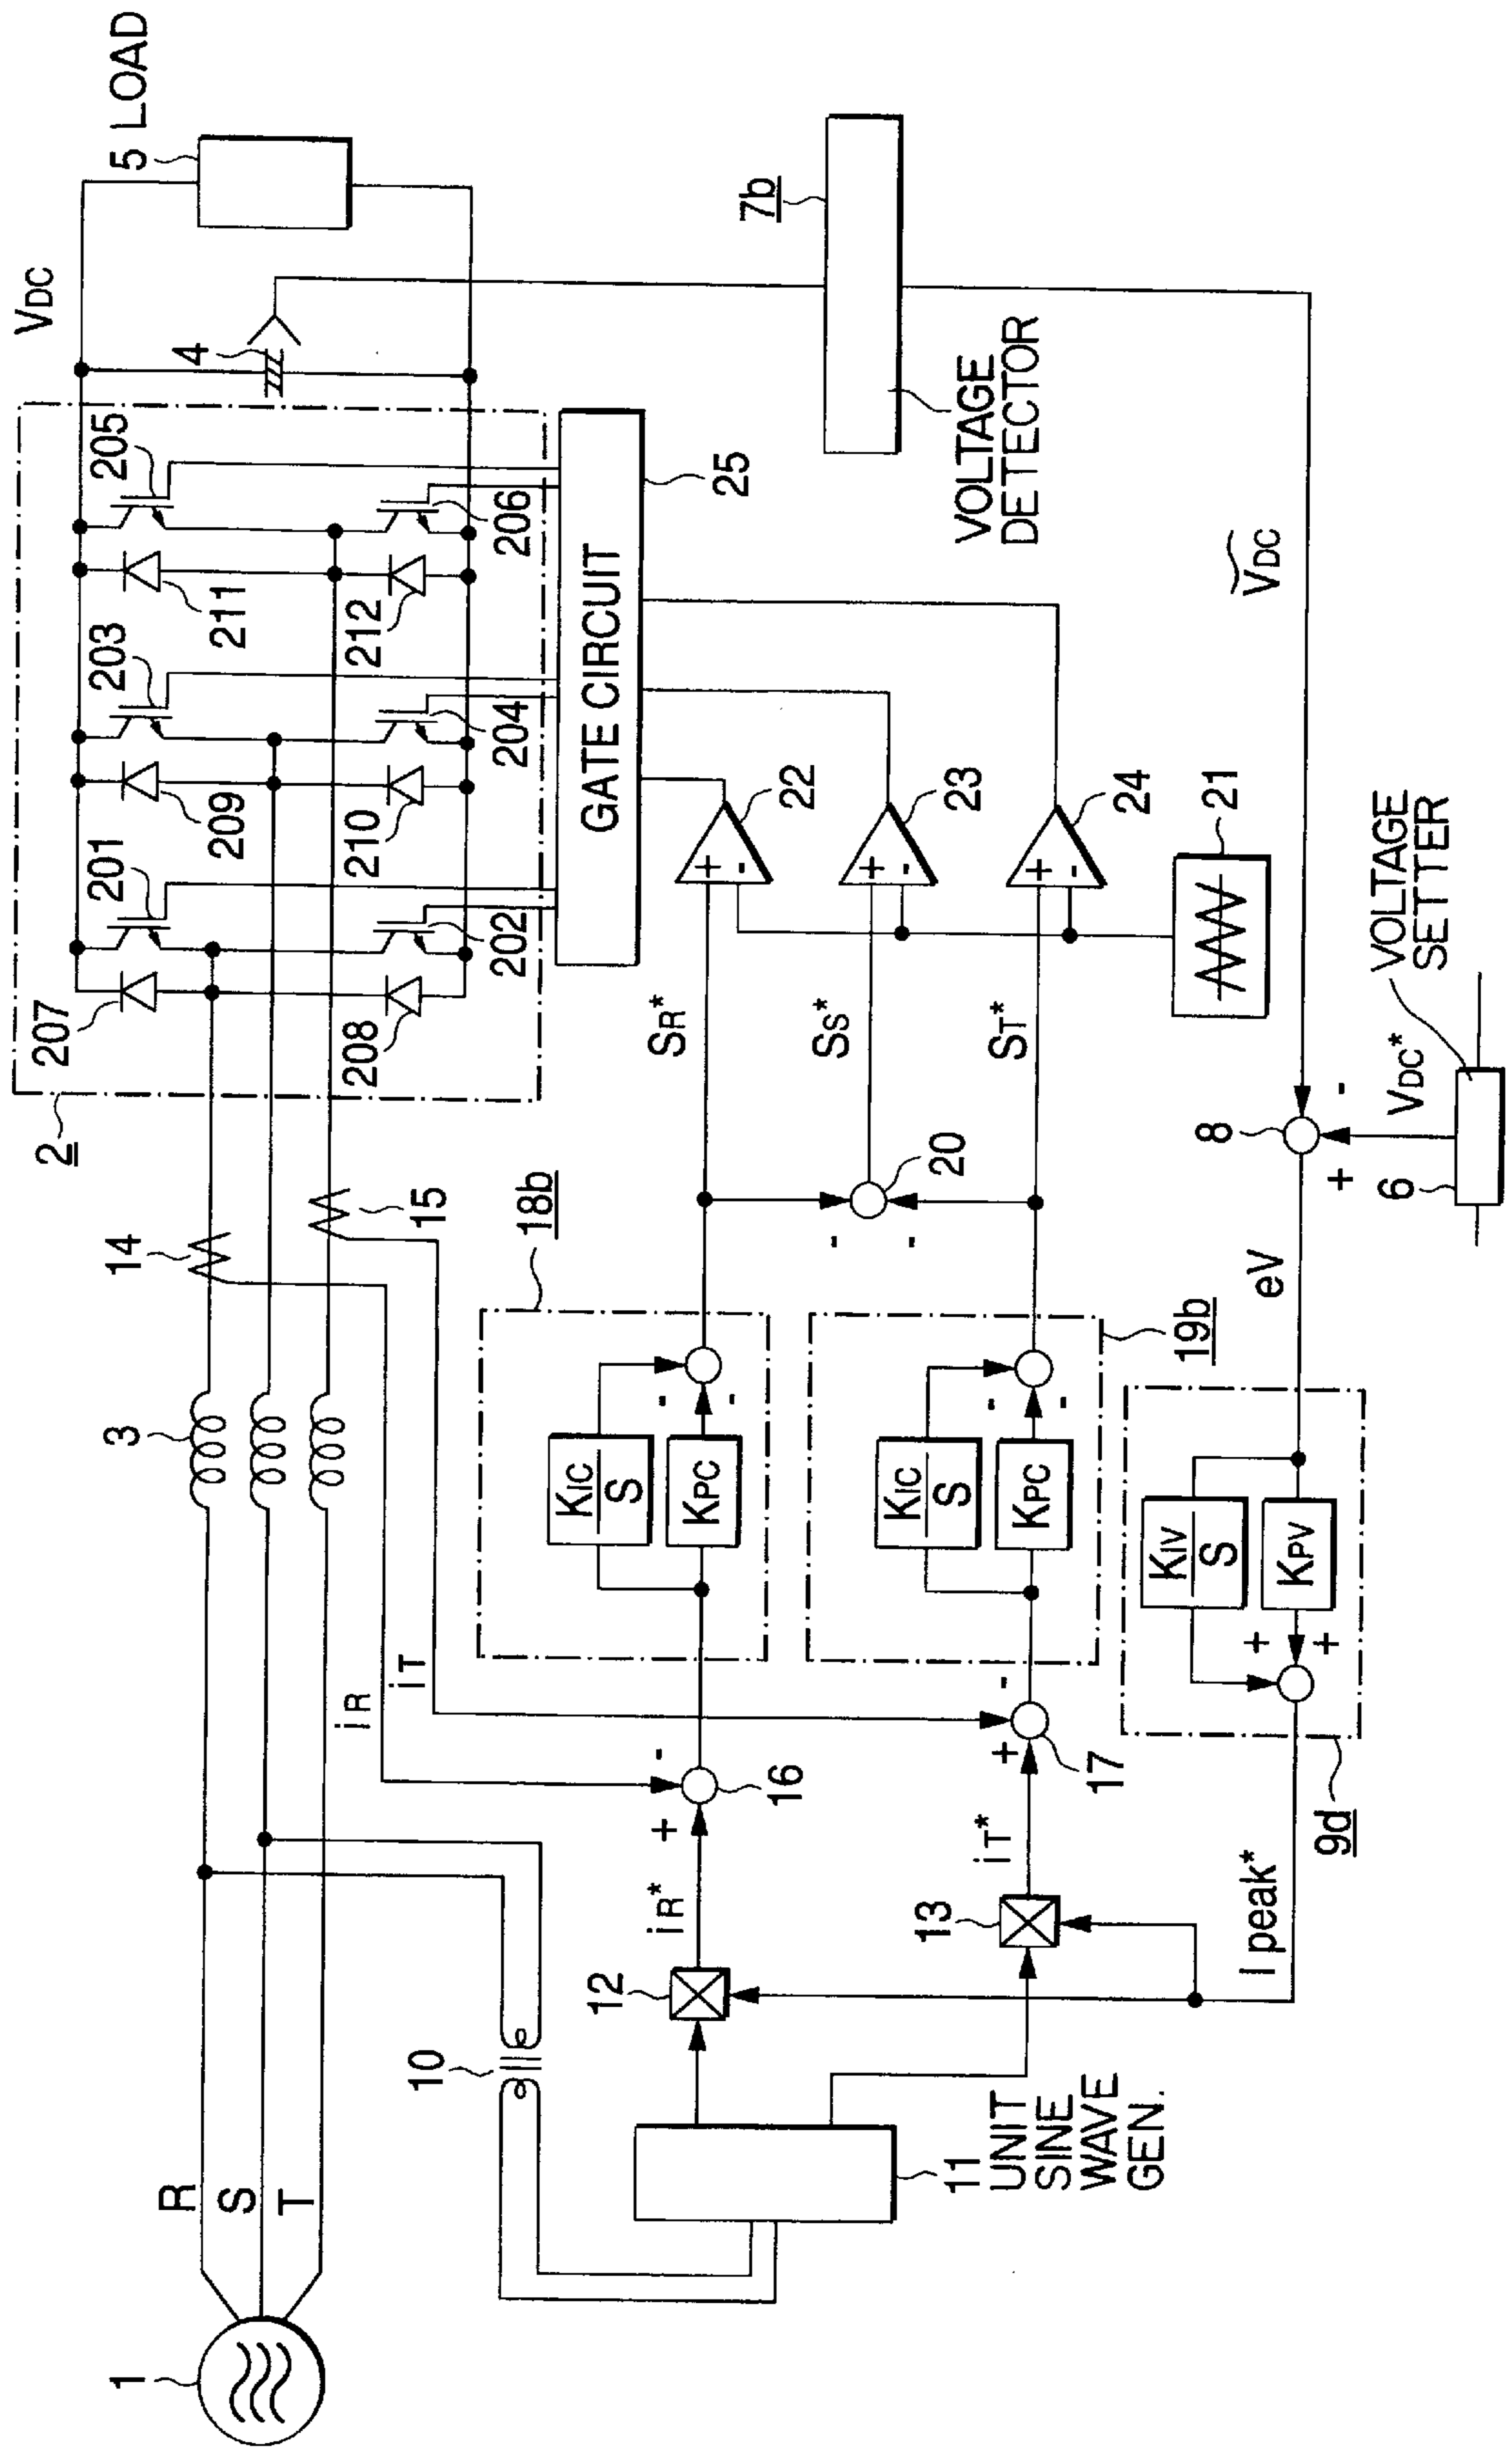 1
R
S
T
3
14
15
2
207
201
209
203
211
205
208
202
210
204
212
206
VDC
4
5 LOAD
iR
iT
10
GATE CIRCUIT
25
7b
VOLTAGE
DETECTOR
11
UNIT
SINE
WAVE
GEN.
12
iR*
+
-
16
KIC
S
KPC
-
-
18b
SR*
+
-
22
-
-
20
SS*
+
-
23
13
iT*
+
-
17
KIC
S
KPC
-
-
19b
ST*
+
-
24
21
I peak*
9d
+
+
KIV
S
KPV
eV
8
-
+
VDC
VDC*
6
VOLTAGE
SETTER